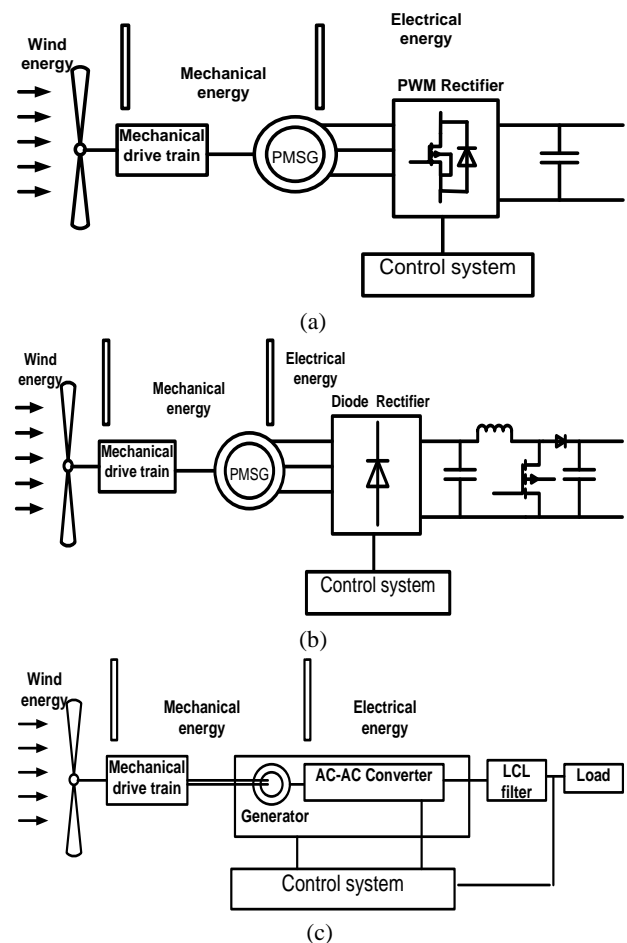 Electrical
energy
Wind
energy
Mechanical
energy
PWM Rectifier
Mechanical
drive train
PMSG
Control system
(a)
Wind
energy
Electrical
energy
Mechanical
energy
Diode Rectifier
Mechanical
drive train
PMSG
Control system
(b)
Wind
energy
Mechanical
energy
Electrical
energy
Mechanical
drive train
AC-AC Converter
LCL
filter
Load
Generator
Control system
(c)